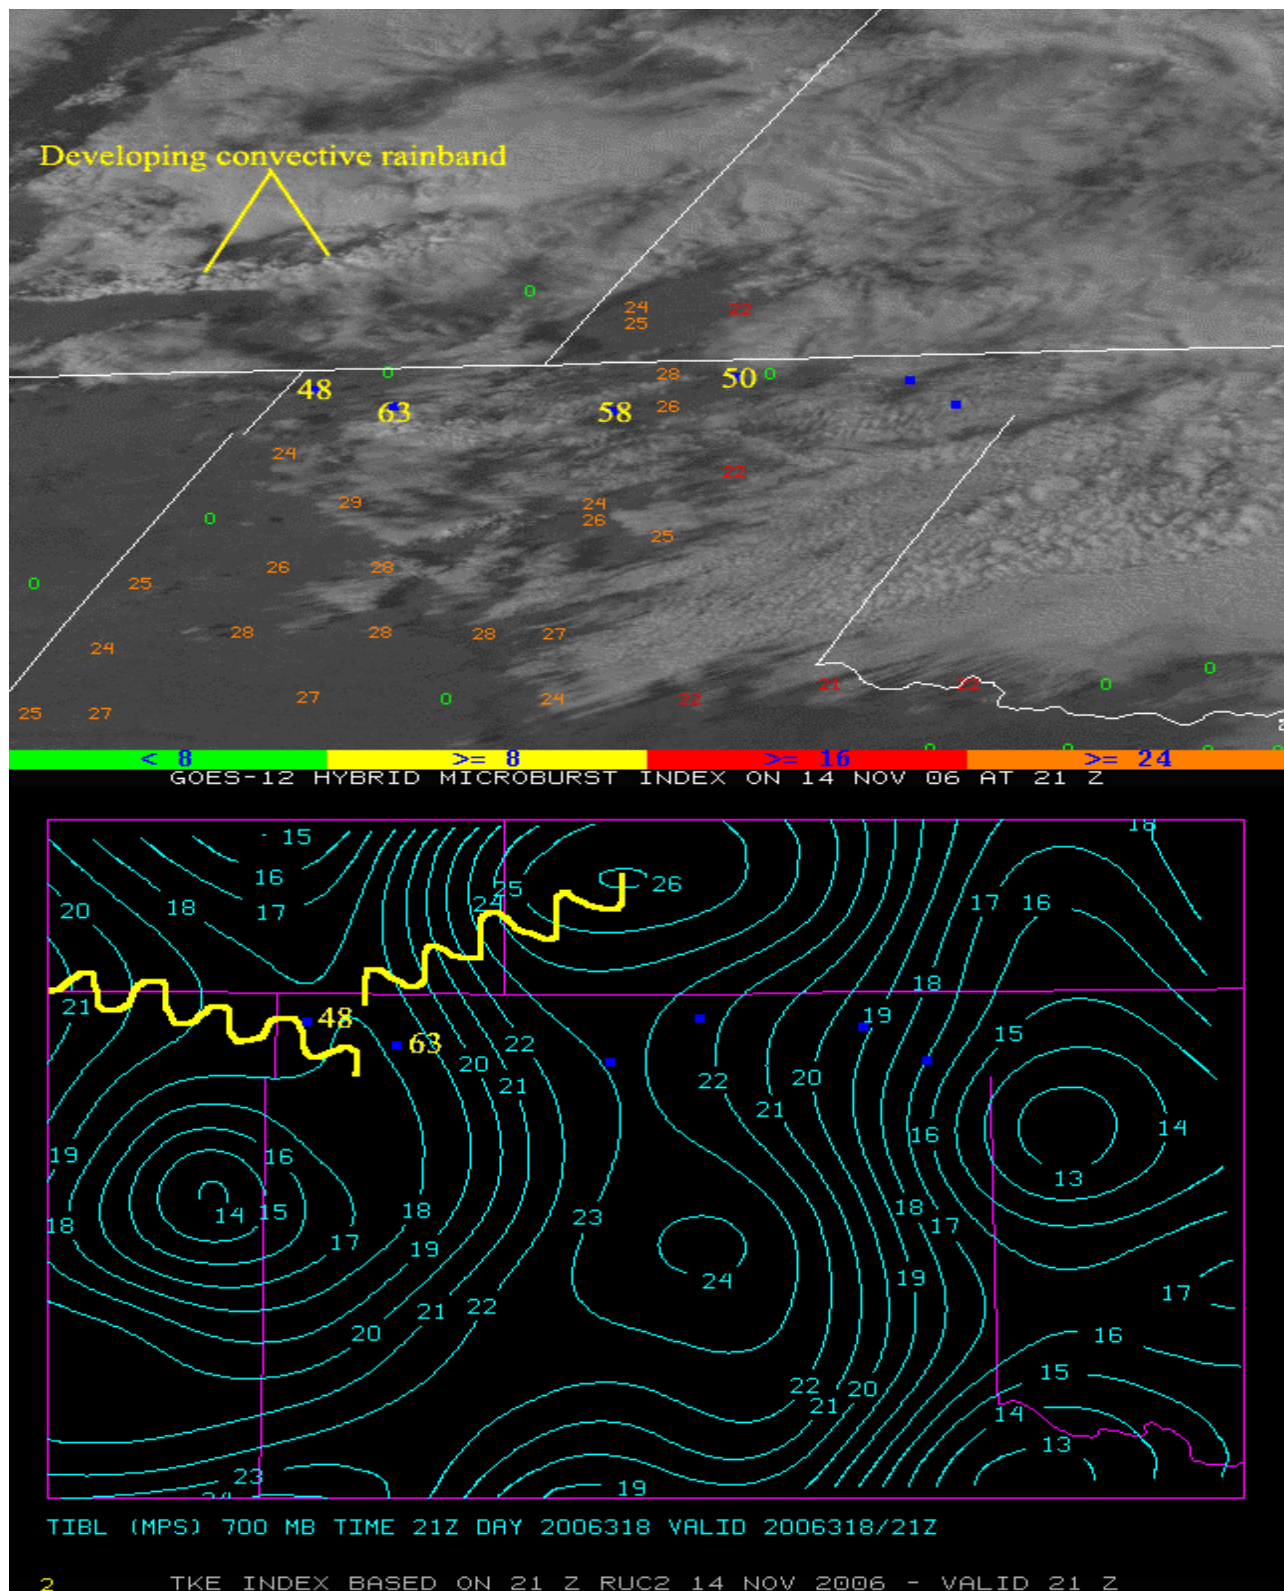 Developing convective rainband
0
24
22
25
0 28 50 0
48 63 58 26
24
22
29 24
0 26
25
26 28
0 25
28 28 28 27
24
21 22 0 0
27 0 24 22
25 27
< 8 >= 8 >= 16 >= 24
GOES-12 HYBRID MICROBURST INDEX ON 14 NOV 06 AT 21 Z
15 18
16 25 26
20 18 17 24 17 16
21 18
48 19
63 22 15
20 22 20
21 21
19 16 16 14
13
18 14 15 18 23 18 17
17 19
24 19
21 22 17
20 16
22 20 15
21 14
13
23
19
TIBL (MPS) 700 MB TIME 21Z DAY 2006318 VALID 2006318/21Z
2 TKE INDEX BASED ON 21 Z RUC2 14 NOV 2006 - VALID 21 Z